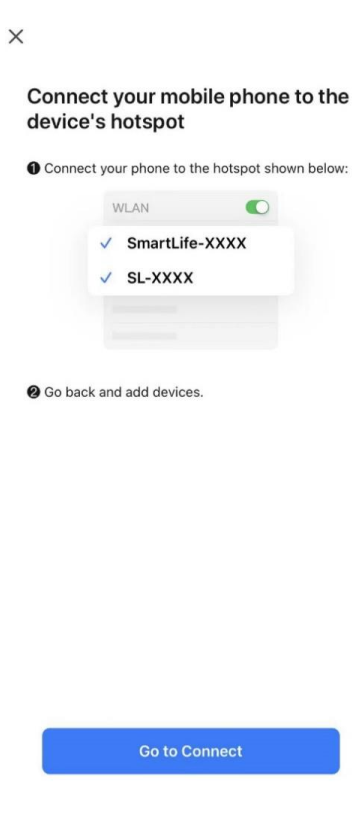 Connect your mobile phone to the
device's hotspot
❶ Connect your phone to the hotspot shown below:
WLAN
SmartLife-XXXX
SL-XXXX
❷ Go back and add devices.
Go to Connect